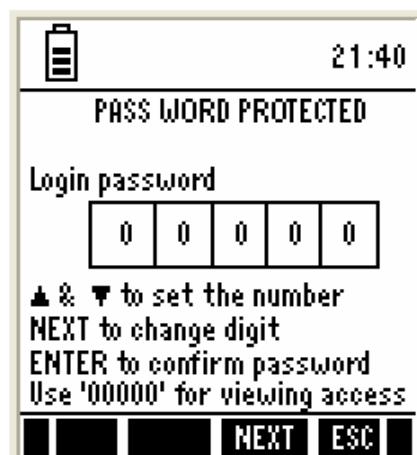 21:40
PASS WORD PROTECTED
Login password
0 0 0 0 0
▲ & ▼ to set the number
NEXT to change digit
ENTER to confirm password
Use '00000' for viewing access
NEXT ESC